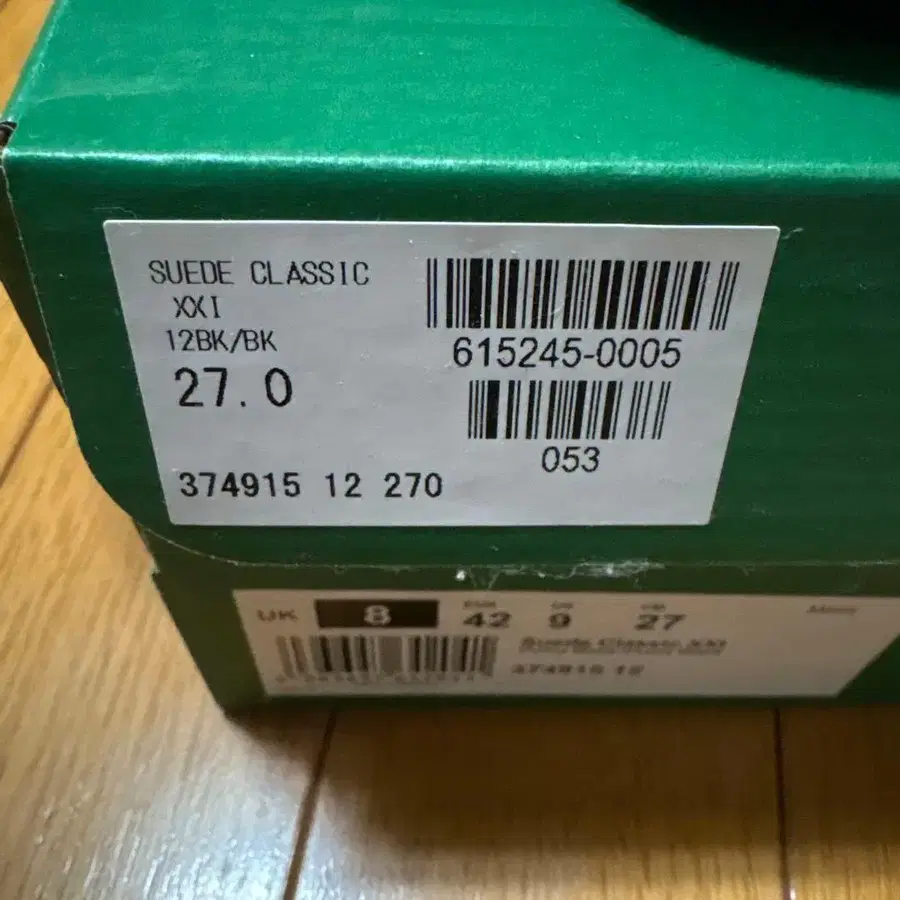 SUEDE CLASSIC
XXI
12BK/BK
27.0
615245-0005
053
374915 12 270
UK 8 42 9 27
Suede Classic XXI
374915 12